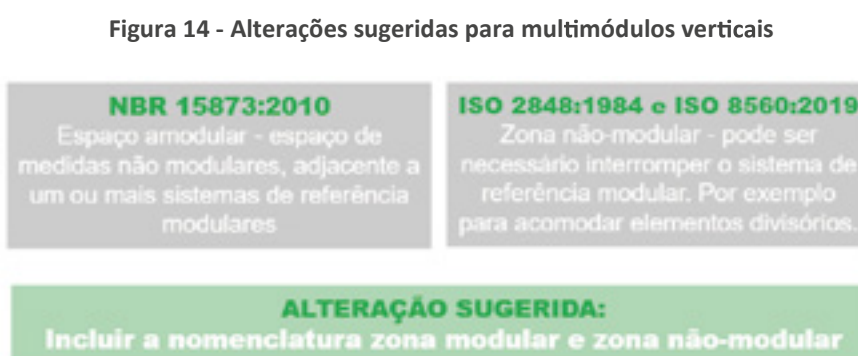 Figura 14 - Alterações sugeridas para multimódulos verticais
NBR 15873:2010
Espaço amodular - espaço de
medidas não modulares, adjacente a
um ou mais sistemas de referência
modulares
ISO 2848:1984 e ISO 8560:2019
Zona não-modular - pode ser
necessário interromper o sistema de
referência modular. Por exemplo
para acomodar elementos divisórios.
ALTERAÇÃO SUGERIDA:
Incluir a nomenclatura zona modular e zona não-modular